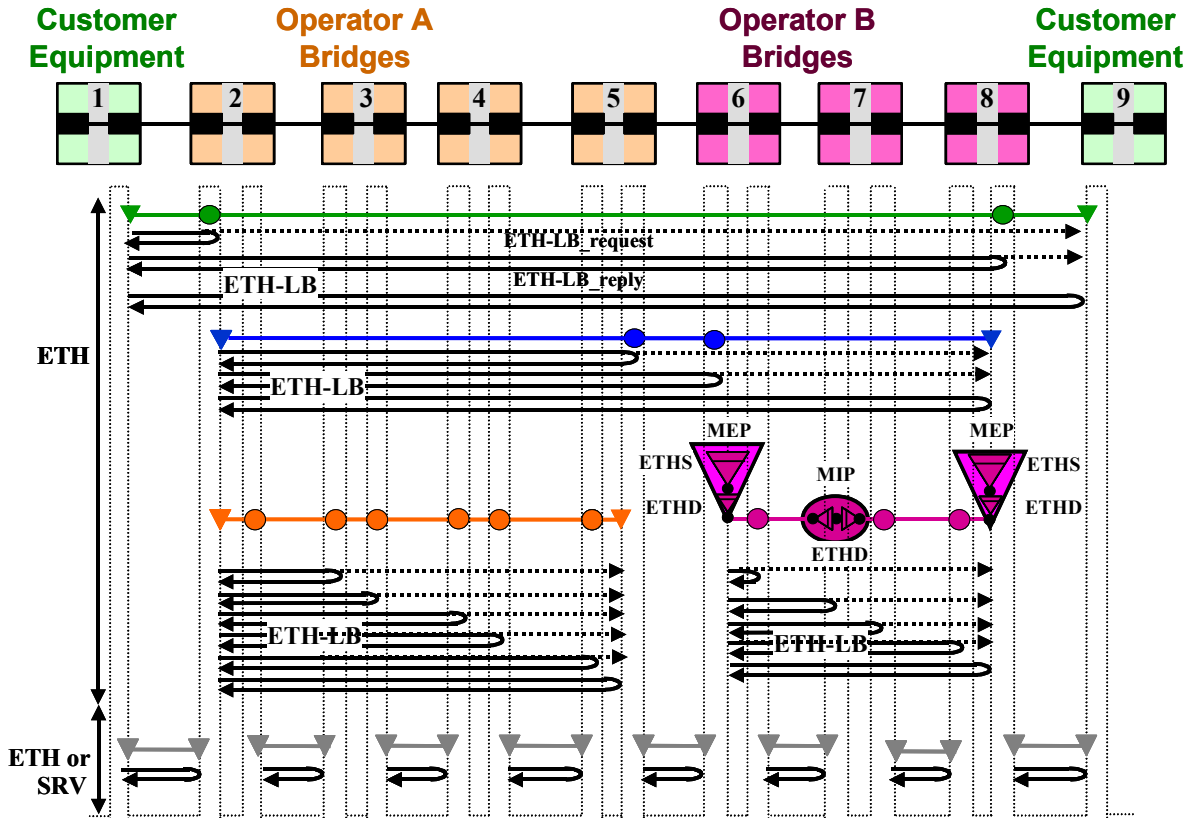 Customer
Equipment
Operator A
Bridges
Operator B
Bridges
Customer
Equipment
1
2
3
4
5
6
7
8
9
ETH-LB_request
ETH-LB
ETH-LB_reply
ETH
ETH-LB
MEP
MEP
ETHS
MIP
ETHS
ETHD
ETHD
ETHD
ETH-LB
ETH-LB
ETH or
SRV